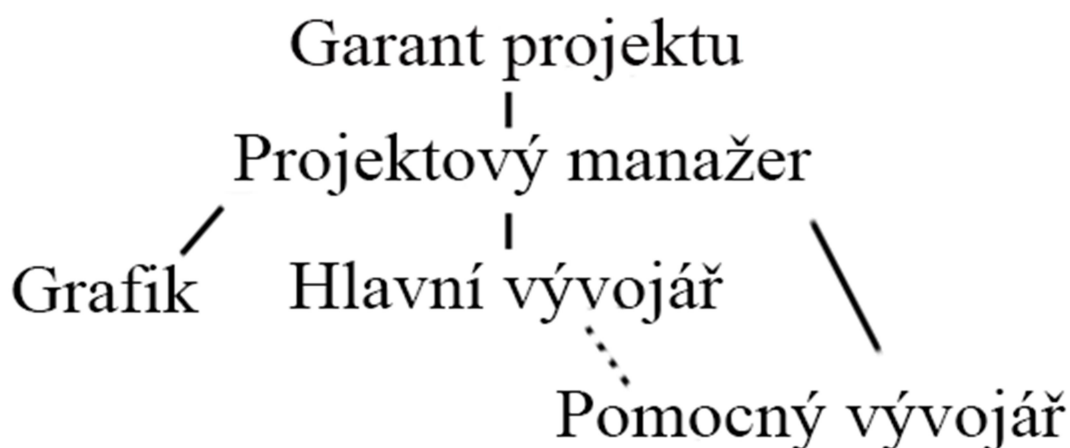 Garant projektu
Projektový manažer
Grafik
Hlavní vývojář
Pomocný vývojář